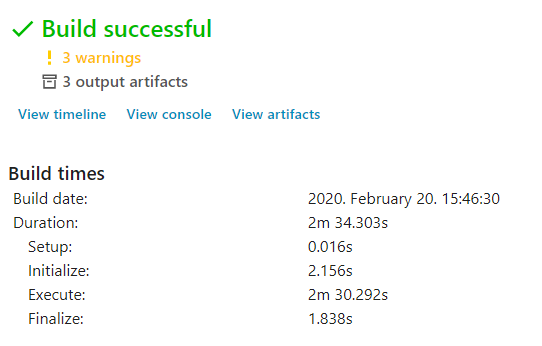 Build successful
3 warnings
3 output artifacts
View timeline View console View artifacts
Build times
Build date: 2020. February 20. 15:46:30
Duration: 2m 34.303s
Setup: 0.016s
Initialize: 2.156s
Execute: 2m 30.292s
Finalize: 1.838s